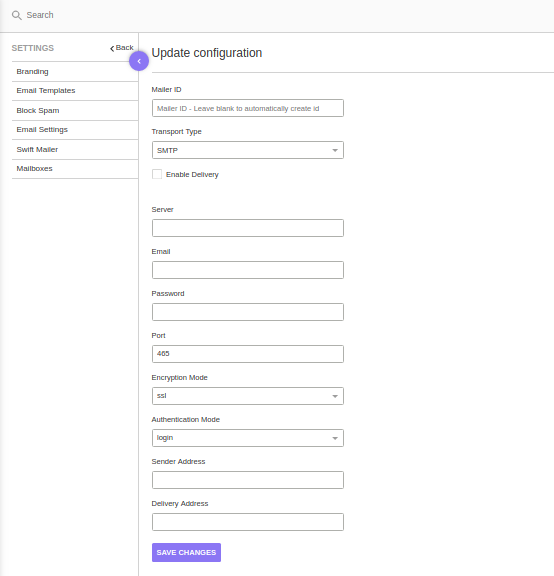 Search
SETTINGS
Back
Branding
Email Templates
Block Spam
Email Settings
Swift Mailer
Mailboxes
Update configuration
Mailer ID
Mailer ID - Leave blank to automatically create id
Transport Type
SMTP
Enable Delivery
Server
Email
Password
Port
465
Encryption Mode
ssl
Authentication Mode
login
Sender Address
Delivery Address
SAVE CHANGES